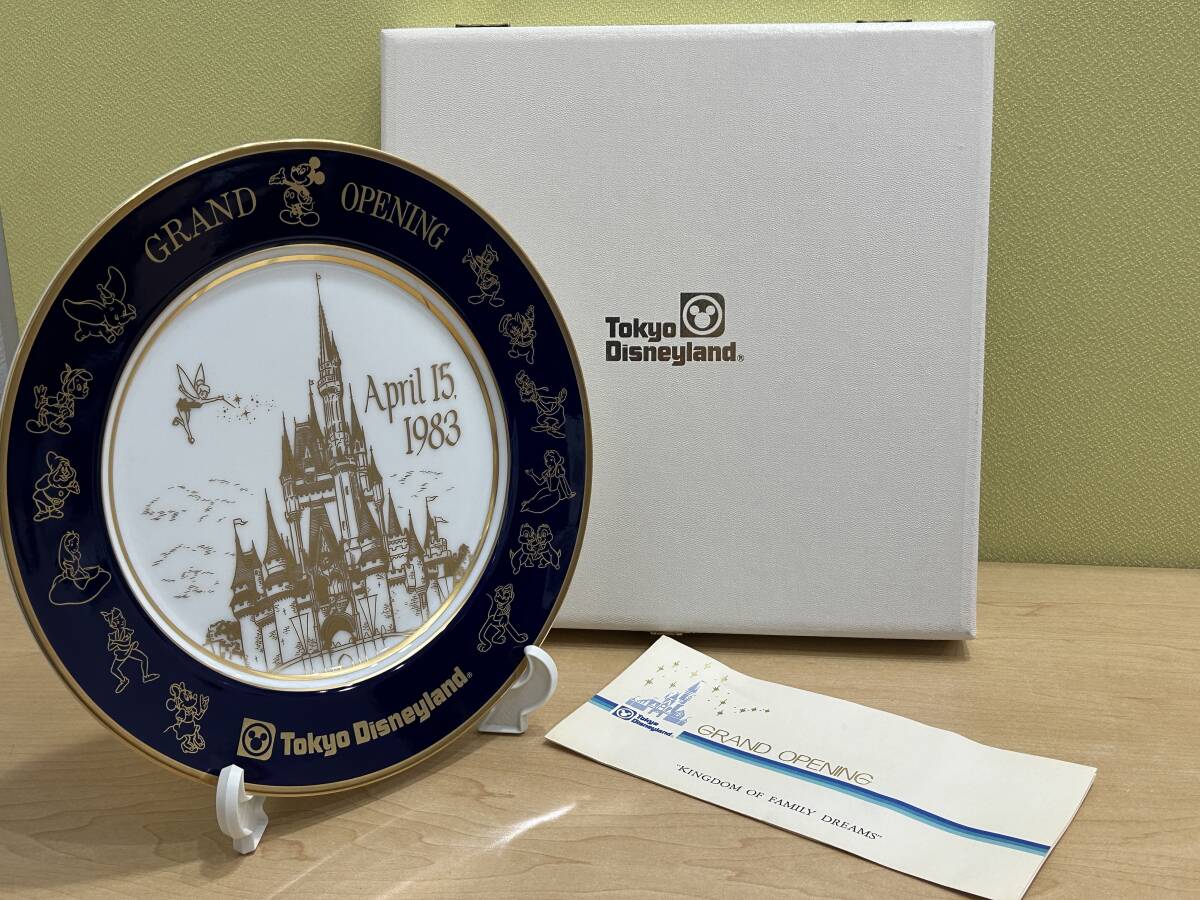 GRAND OPENING
April 15,
1983
Tokyo Disneyland®
Tokyo
Disneyland®
Tokyo
Disneyland®
GRAND OPENING
"KINGDOM OF FAMILY DREAMS"